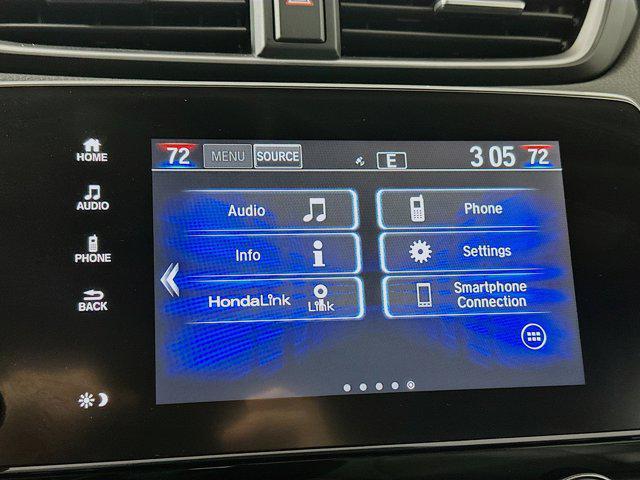 72 MENU SOURCE E 3 05 72
HOME
AUDIO
PHONE
BACK
Audio
Phone
Info
Settings
HondaLink Link
Smartphone
Connection